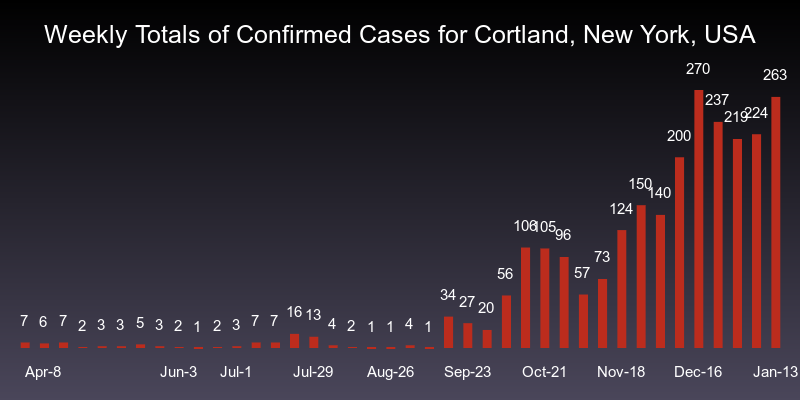 Weekly Totals of Confirmed Cases for Cortland, New York, USA
7 6 7 2 3 3 5 3 2 1 2 3 7 7 16 13 4 2 1 1 4 1 34 27 20 56 106 105 96 57 73 124 150 140 200 270 237 219 224 263
Apr-8 Jun-3 Jul-1 Jul-29 Aug-26 Sep-23 Oct-21 Nov-18 Dec-16 Jan-13